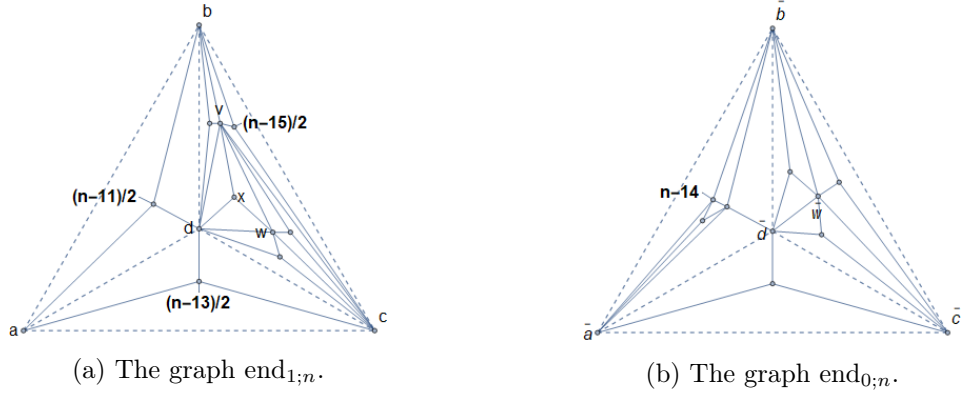 b
v
(n−15)/2
(n−11)/2
x
d
w
(n−13)/2
a
c
(a) The graph end₁;ₙ.
b̄
n−14
w̄
d̄
ā
c̄
(b) The graph end₀;ₙ.